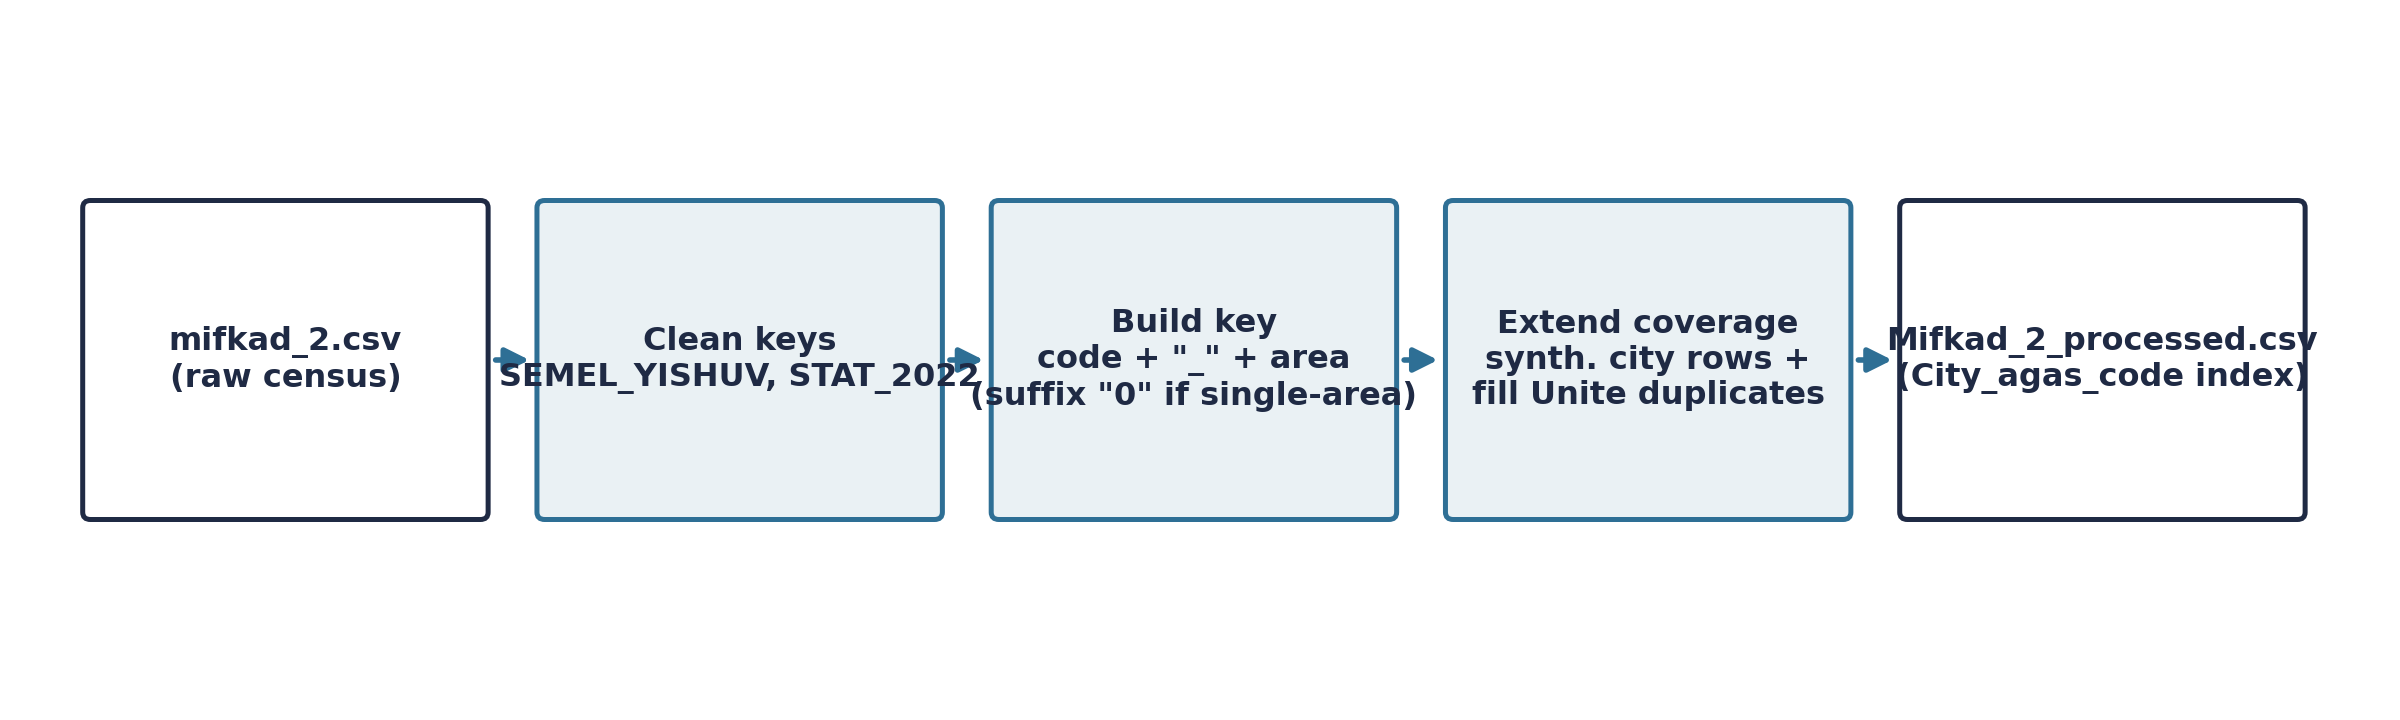 mifkad_2.csv
(raw census)
Clean keys
SEMEL_YISHUV, STAT_2022
Build key
code + "_" + area
(suffix "0" if single-area)
Extend coverage
synth. city rows +
fill Unite duplicates
Mifkad_2_processed.csv
(City_agas_code index)